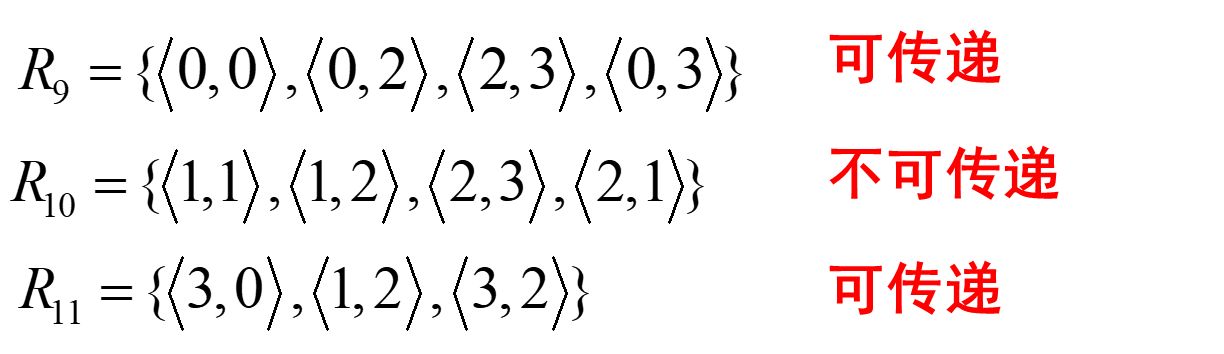 R₉ = {⟨0,0⟩,⟨0,2⟩,⟨2,3⟩,⟨0,3⟩} 可传递
R₁₀ = {⟨1,1⟩,⟨1,2⟩,⟨2,3⟩,⟨2,1⟩} 不可传递
R₁₁ = {⟨3,0⟩,⟨1,2⟩,⟨3,2⟩} 可传递